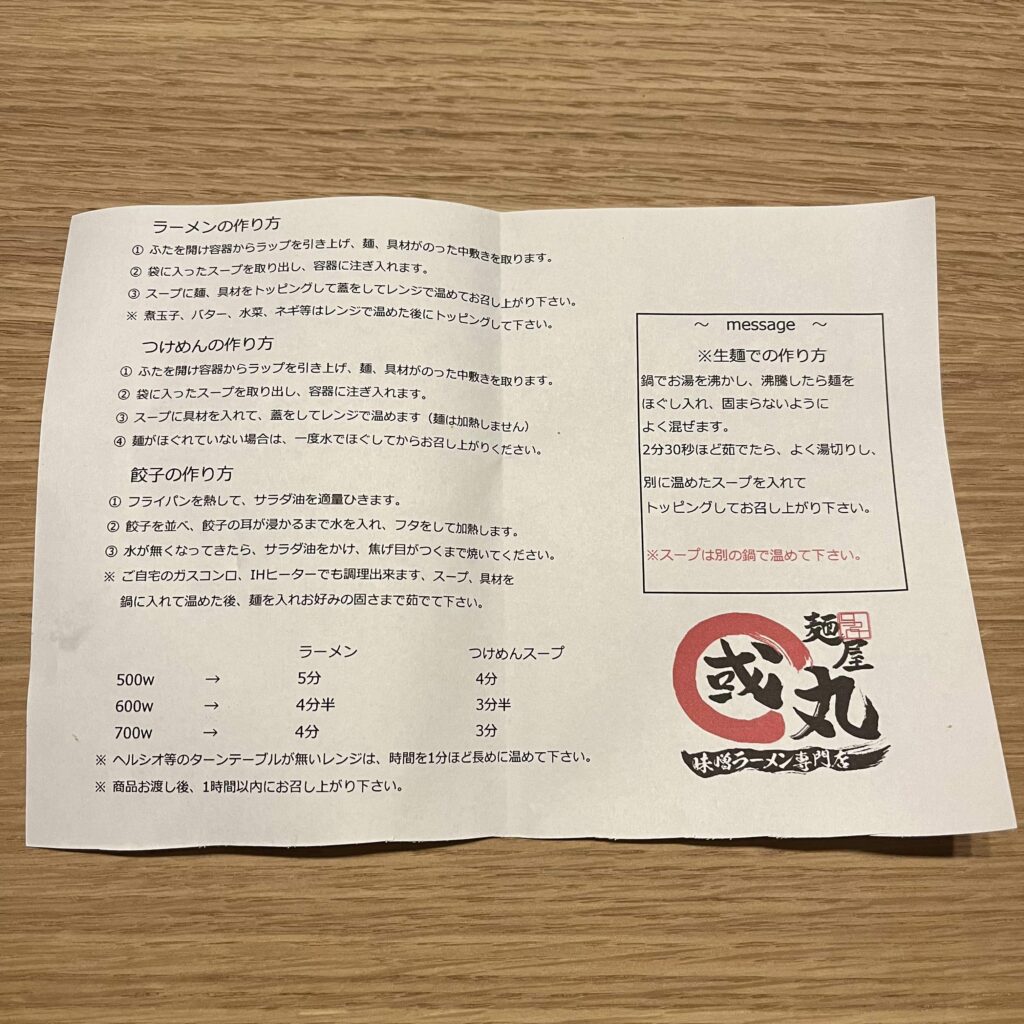 ラーメンの作り方
① ふたを開け容器からラップを引き上げ、麺、具材がのった中敷きを取ります。
② 袋に入ったスープを取り出し、容器に注ぎ入れます。
③ スープに麺、具材をトッピングして蓋をしてレンジで温めてお召し上がり下さい。
※ 煮玉子、バター、水菜、ネギ等はレンジで温めた後にトッピングして下さい。
つけめんの作り方
① ふたを開け容器からラップを引き上げ、麺、具材がのった中敷きを取ります。
② 袋に入ったスープを取り出し、容器に注ぎ入れます。
③ スープに具材を入れて、蓋をしてレンジで温めます（麺は加熱しません）
④ 麺がほぐれていない場合は、一度水でほぐしてからお召し上がりください。
餃子の作り方
① フライパンを熱して、サラダ油を適量ひきます。
② 餃子を並べ、餃子の耳が浸かるまで水を入れ、フタをして加熱します。
③ 水が無くなってきたら、サラダ油をかけ、焦げ目がつくまで焼いてください。
※ ご自宅のガスコンロ、IHヒーターでも調理出来ます、スープ、具材を
鍋に入れて温めた後、麺を入れお好みの固さまで茹でて下さい。
ラーメン つけめんスープ
500w → 5分 4分
600w → 4分半 3分半
700w → 4分 3分
※ ヘルシオ等のターンテーブルが無いレンジは、時間を1分ほど長めに温めて下さい。
※ 商品お渡し後、1時間以内にお召し上がり下さい。
～ message ～
※生麺での作り方
鍋でお湯を沸かし、沸騰したら麺を
ほぐし入れ、固まらないように
よく混ぜます。
2分30秒ほど茹でたら、よく湯切りし、
別に温めたスープを入れて
トッピングしてお召し上がり下さい。
※スープは別の鍋で温めて下さい。
麺屋
或丸
味噌ラーメン専門店